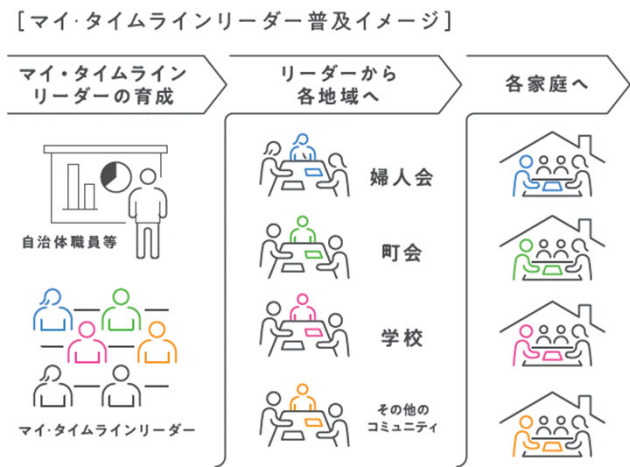 [マイ・タイムラインリーダー普及イメージ]
マイ・タイムライン
リーダーの育成
自治体職員等
マイ・タイムラインリーダー
リーダーから
各地域へ
婦人会
町会
学校
その他の
コミュニティ
各家庭へ